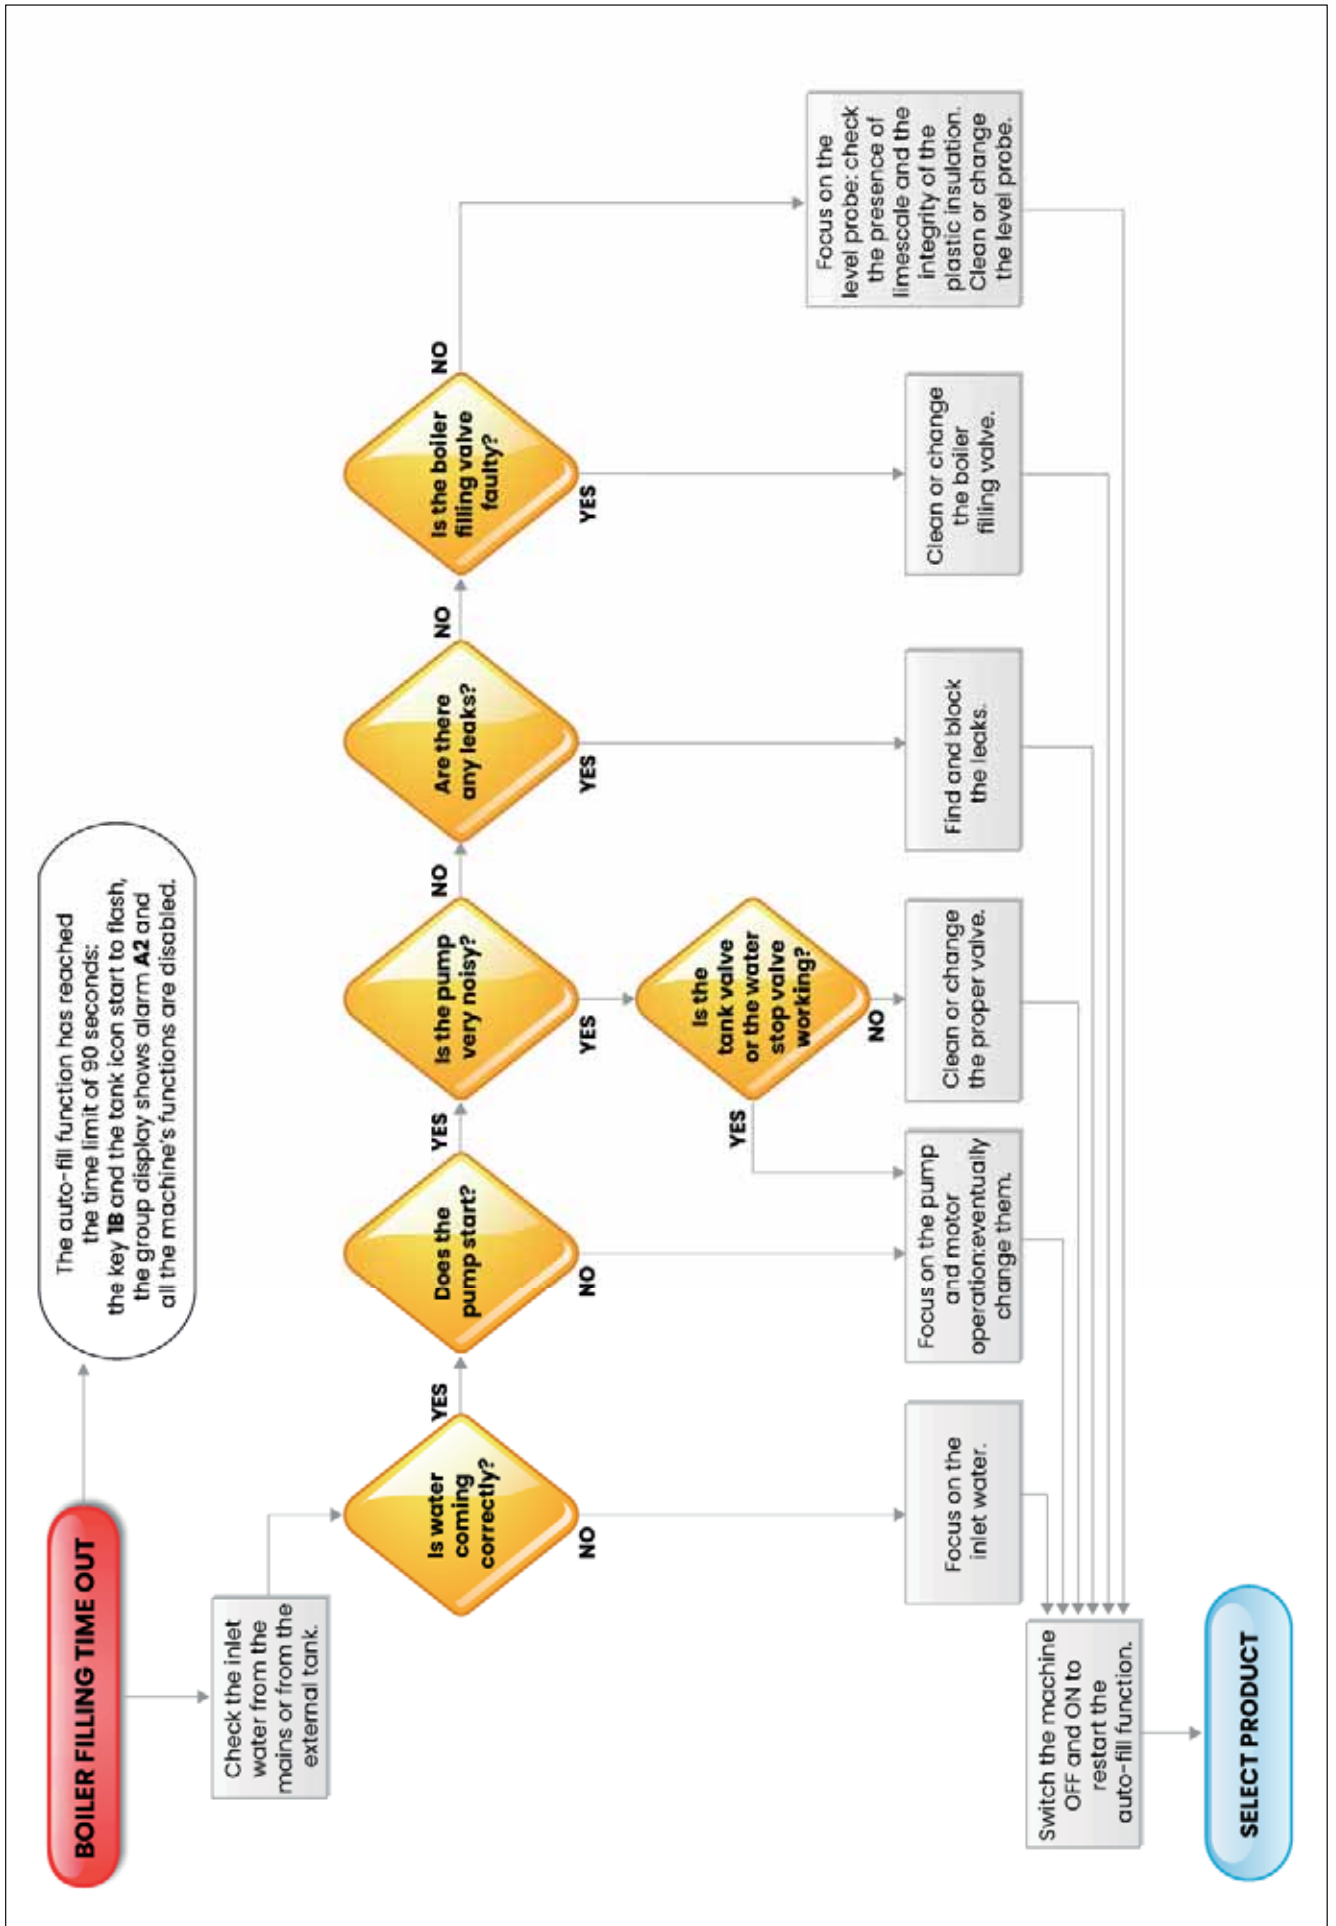 BOILER FILLING TIME OUT
The auto-fill function has reached
the time limit of 90 seconds:
the key 1B and the tank icon start to flash,
the group display shows alarm A2 and
all the machine's functions are disabled.
Check the inlet
water from the
mains or from the
external tank.
Is water
coming
correctly?
YES
NO
Does the
pump start?
YES
NO
Is the pump
very noisy?
NO
YES
Are there
any leaks?
NO
YES
Is the boiler
filling valve
faulty?
NO
YES
Is the
tank valve
or the water
stop valve
working?
YES
NO
Focus on the
inlet water.
Focus on the pump
and motor
operation:eventually
change them.
Clean or change
the proper valve.
Find and block
the leaks.
Clean or change
the boiler
filling valve.
Focus on the
level probe: check
the presence of
limescale and the
integrity of the
plastic insulation.
Clean or change
the level probe.
Switch the machine
OFF and ON to
restart the
auto-fill function.
SELECT PRODUCT